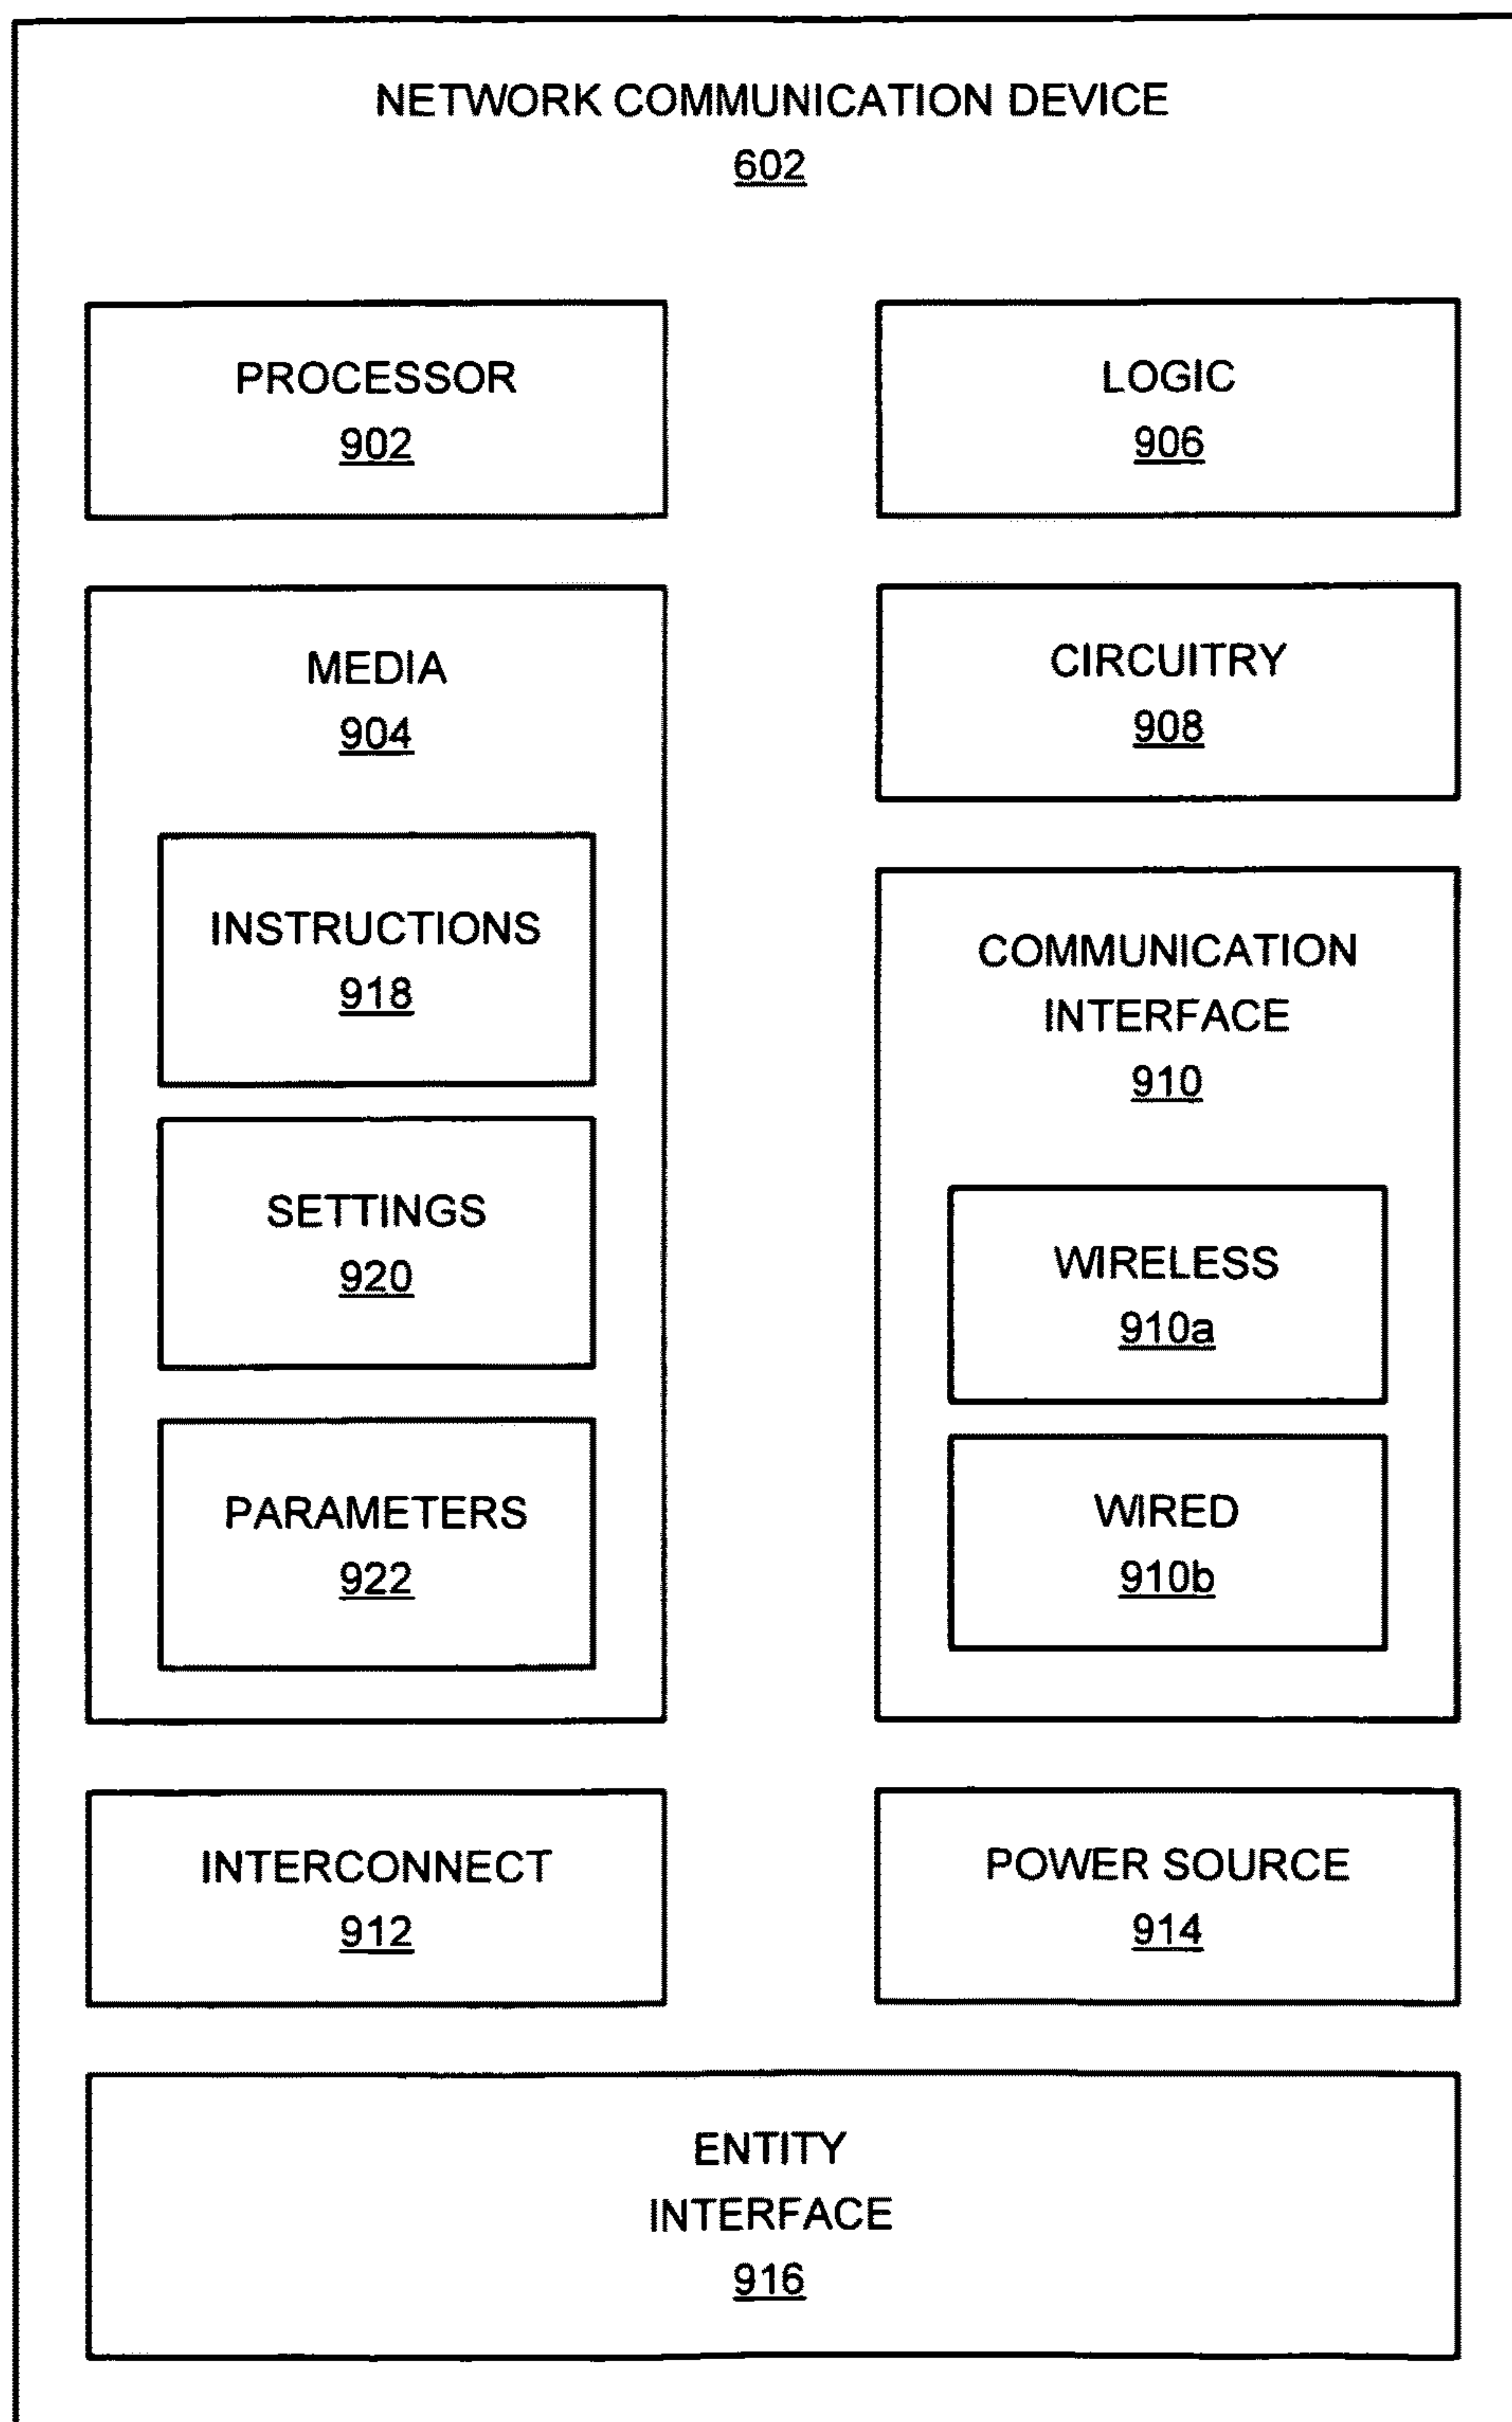 NETWORK COMMUNICATION DEVICE
602
PROCESSOR
902
LOGIC
906
MEDIA
904
CIRCUITRY
908
INSTRUCTIONS
918
COMMUNICATION
INTERFACE
910
SETTINGS
920
WIRELESS
910a
PARAMETERS
922
WIRED
910b
INTERCONNECT
912
POWER SOURCE
914
ENTITY
INTERFACE
916